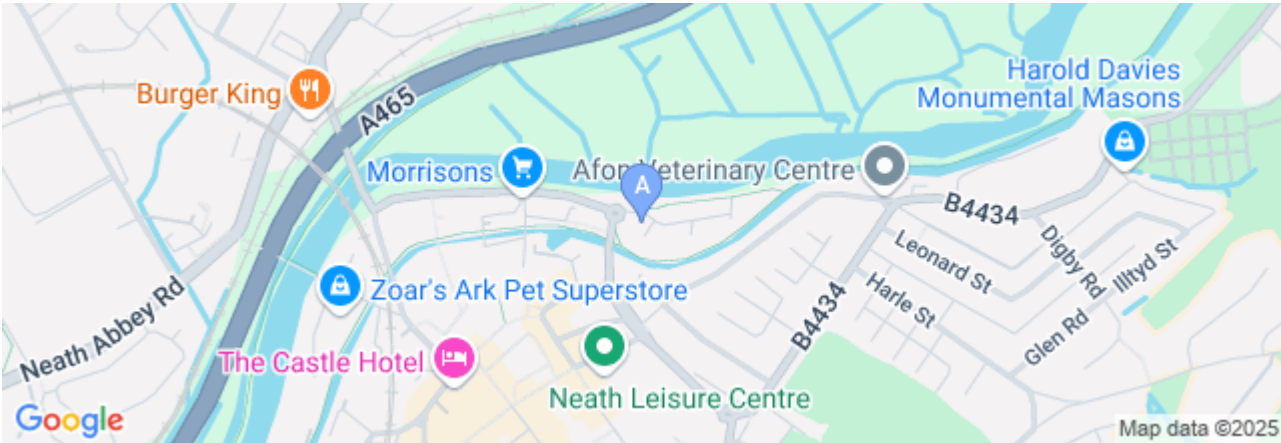 Harold Davies
Monumental Masons
Burger King
A465
Morrisons
Afon Veterinary Centre
A
B4434
Leonard St
Digby Rd
Illtyd St
Harle St
Glen Rd
B4434
Zoar's Ark Pet Superstore
Neath Abbey Rd
The Castle Hotel
Neath Leisure Centre
Google
Map data ©2025